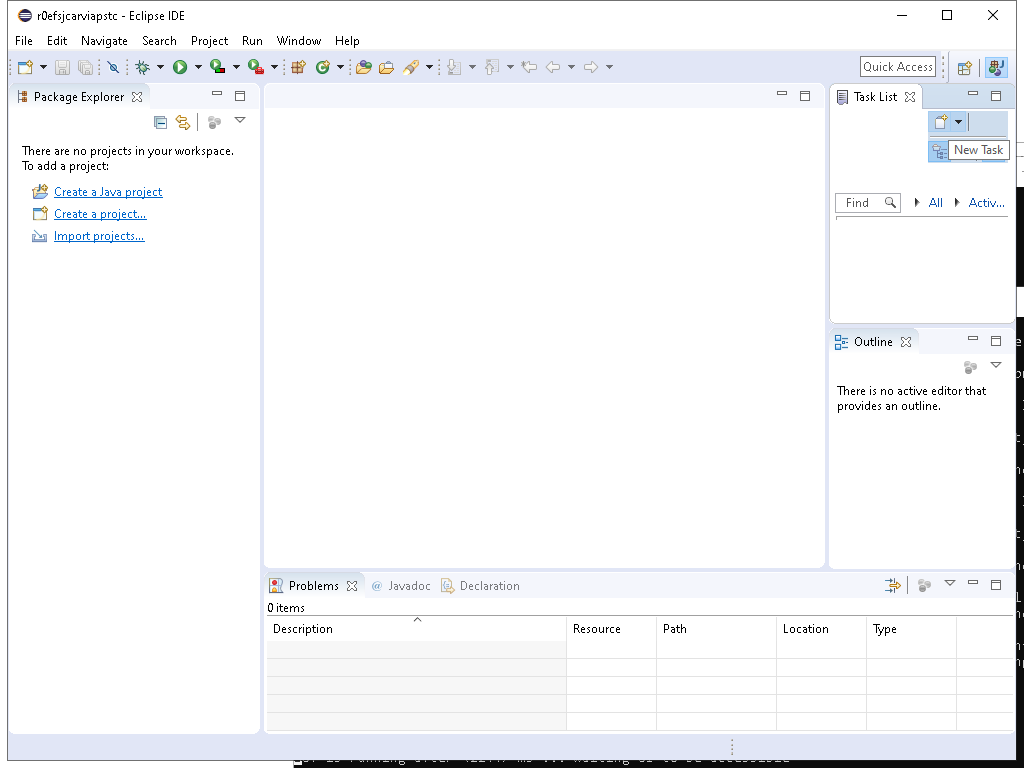 r0efsjcarviapstc - Eclipse IDE
File Edit Navigate Search Project Run Window Help
Quick Access
Package Explorer
Task List
New Task
There are no projects in your workspace.
To add a project:
Create a Java project
Create a project...
Import projects...
Find All Activ...
Outline
There is no active editor that
provides an outline.
Problems @ Javadoc Declaration
0 items
Description Resource Path Location Type